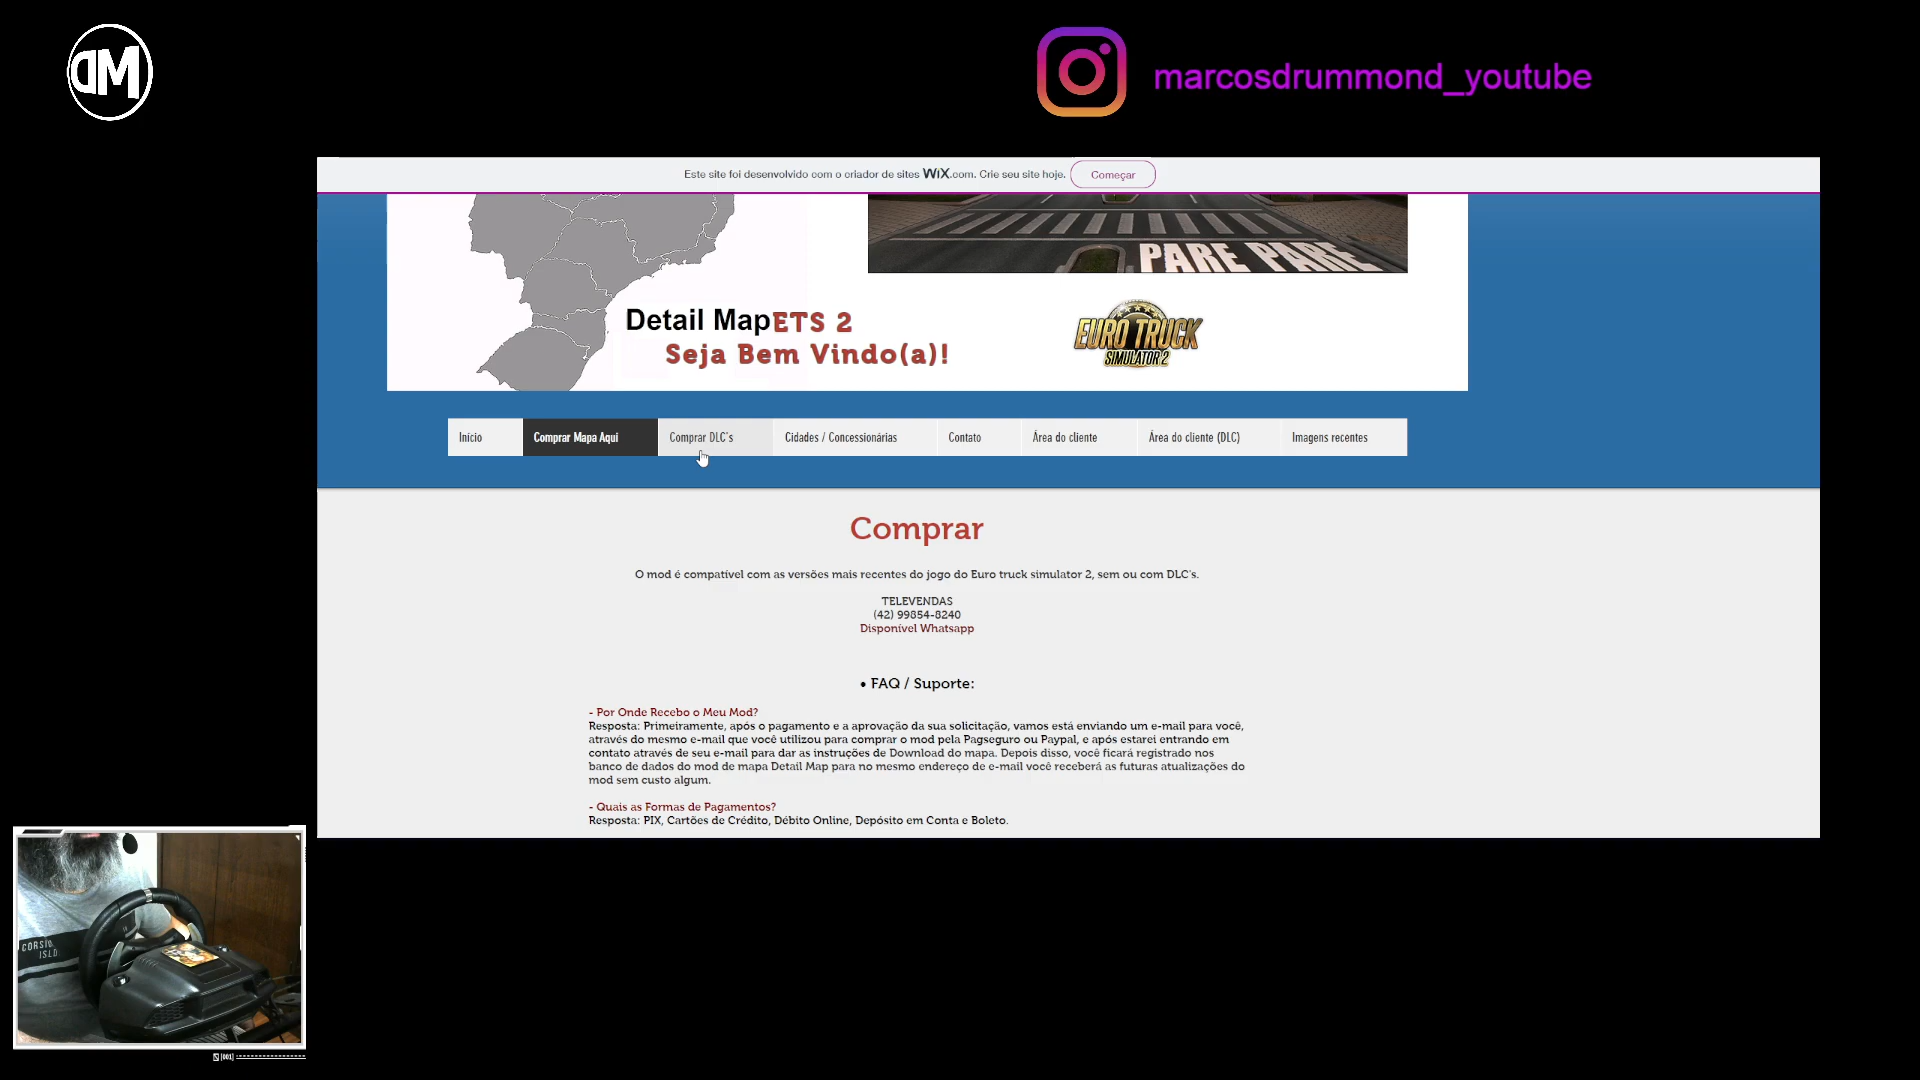 DM
marcosdrummond_youtube
Este site foi desenvolvido com o criador de sites WiX.com. Crie seu site hoje.
Começar
PARE PARE
Detail Map ETS 2
Seja Bem Vindo(a)!
EURO TRUCK
SIMULATOR 2
Início
Comprar Mapa Aqui
Comprar DLC's
Cidades / Concessionárias
Contato
Área do cliente
Área do cliente (DLC)
Imagens recentes
Comprar
O mod é compatível com as versões mais recentes do jogo do Euro truck simulator 2, sem ou com DLC's.
TELEVENDAS
(42) 99854-8240
Disponível Whatsapp
• FAQ / Suporte:
- Por Onde Recebo o Meu Mod?
Resposta: Primeiramente, após o pagamento e a aprovação da sua solicitação, vamos está enviando um e-mail para você,
através do mesmo e-mail que você utilizou para comprar o mod pela Pagseguro ou Paypal, e após estarei entrando em
contato através de seu e-mail para dar as instruções de Download do mapa. Depois disso, você ficará registrado nos
banco de dados do mod de mapa Detail Map para no mesmo endereço de e-mail você receberá as futuras atualizações do
mod sem custo algum.
- Quais as Formas de Pagamentos?
Resposta: PIX, Cartões de Crédito, Débito Online, Depósito em Conta e Boleto.
[001]